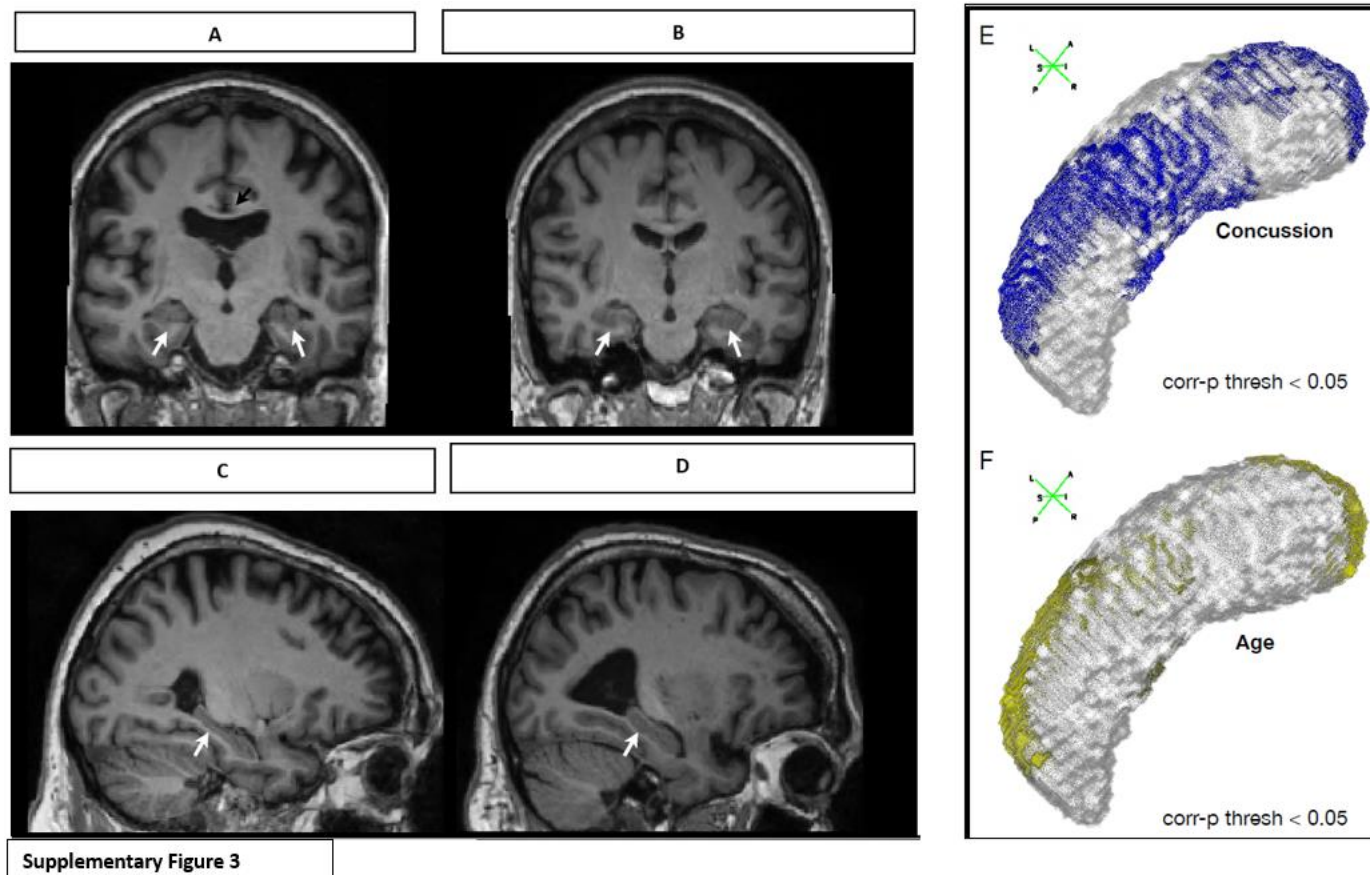 A
B
C
D
Supplementary Figure 3
E
L A
S I
P R
Concussion
corr-p thresh < 0.05
F
L A
S I
P R
Age
corr-p thresh < 0.05